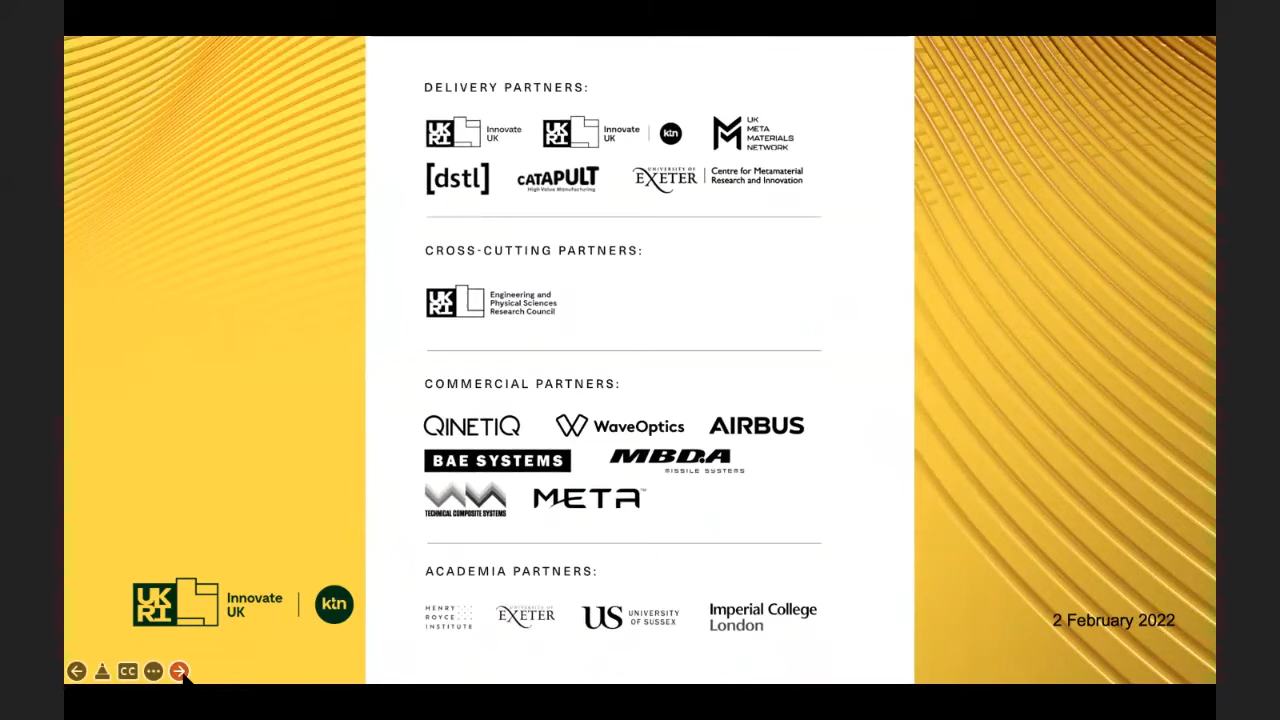 DELIVERY PARTNERS:
UK
RI
Innovate
UK
UK
RI
Innovate
UK
ktn
UK
META
MATERIALS
NETWORK
[dstl]
CATAPULT
High Value Manufacturing
UNIVERSITY OF
EXETER
Centre for Metamaterial
Research and Innovation
CROSS-CUTTING PARTNERS:
UK
RI
Engineering and
Physical Sciences
Research Council
COMMERCIAL PARTNERS:
QINETIQ
WaveOptics
AIRBUS
BAE SYSTEMS
MBDA
MISSILE SYSTEMS
TECHNICAL COMPOSITE SYSTEMS
META™
ACADEMIA PARTNERS:
HENRY
ROYCE
INSTITUTE
UNIVERSITY OF
EXETER
US
UNIVERSITY
OF SUSSEX
Imperial College
London
UK
RI
Innovate
UK
ktn
2 February 2022
CC